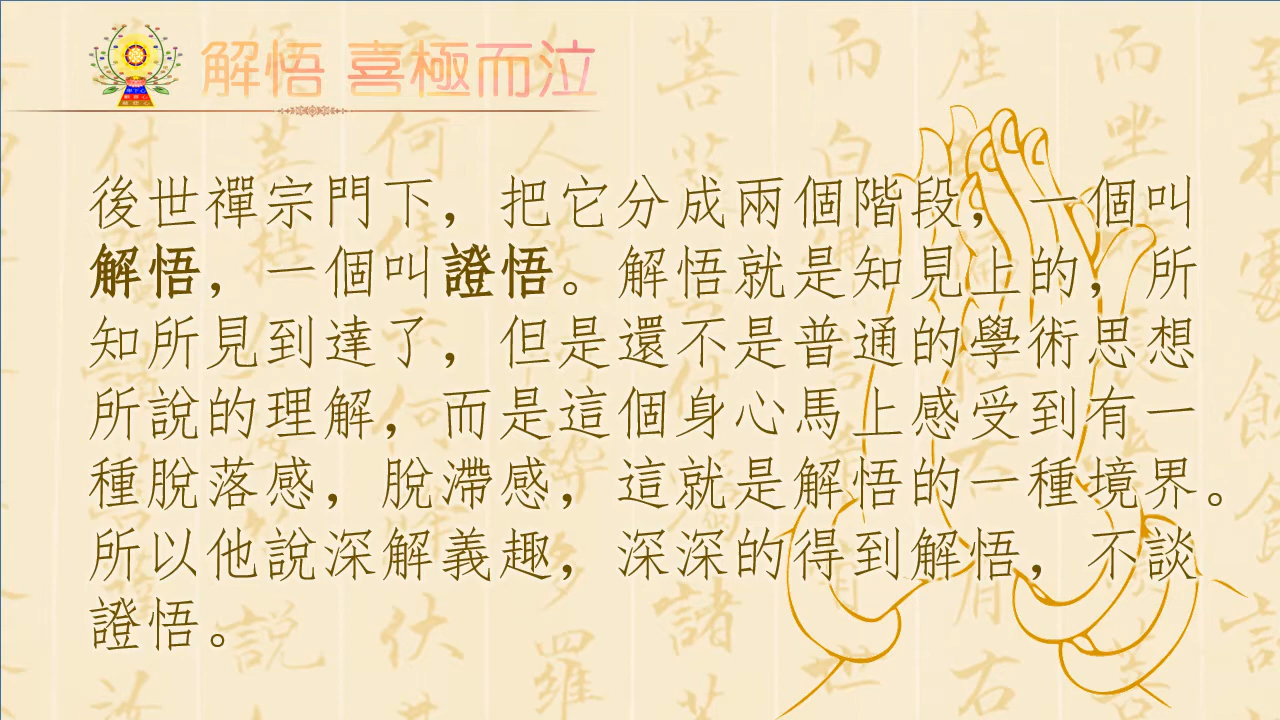 解悟 喜極而泣
後世禪宗門下，把它分成兩個階段，一個叫
解悟，一個叫證悟。解悟就是知見上的，所
知所見到達了，但是還不是普通的學術思想
所說的理解，而是這個身心馬上感受到有一
種脫落感，脫滯感，這就是解悟的一種境界。
所以他說深解義趣，深深的得到解悟，不談
證悟。